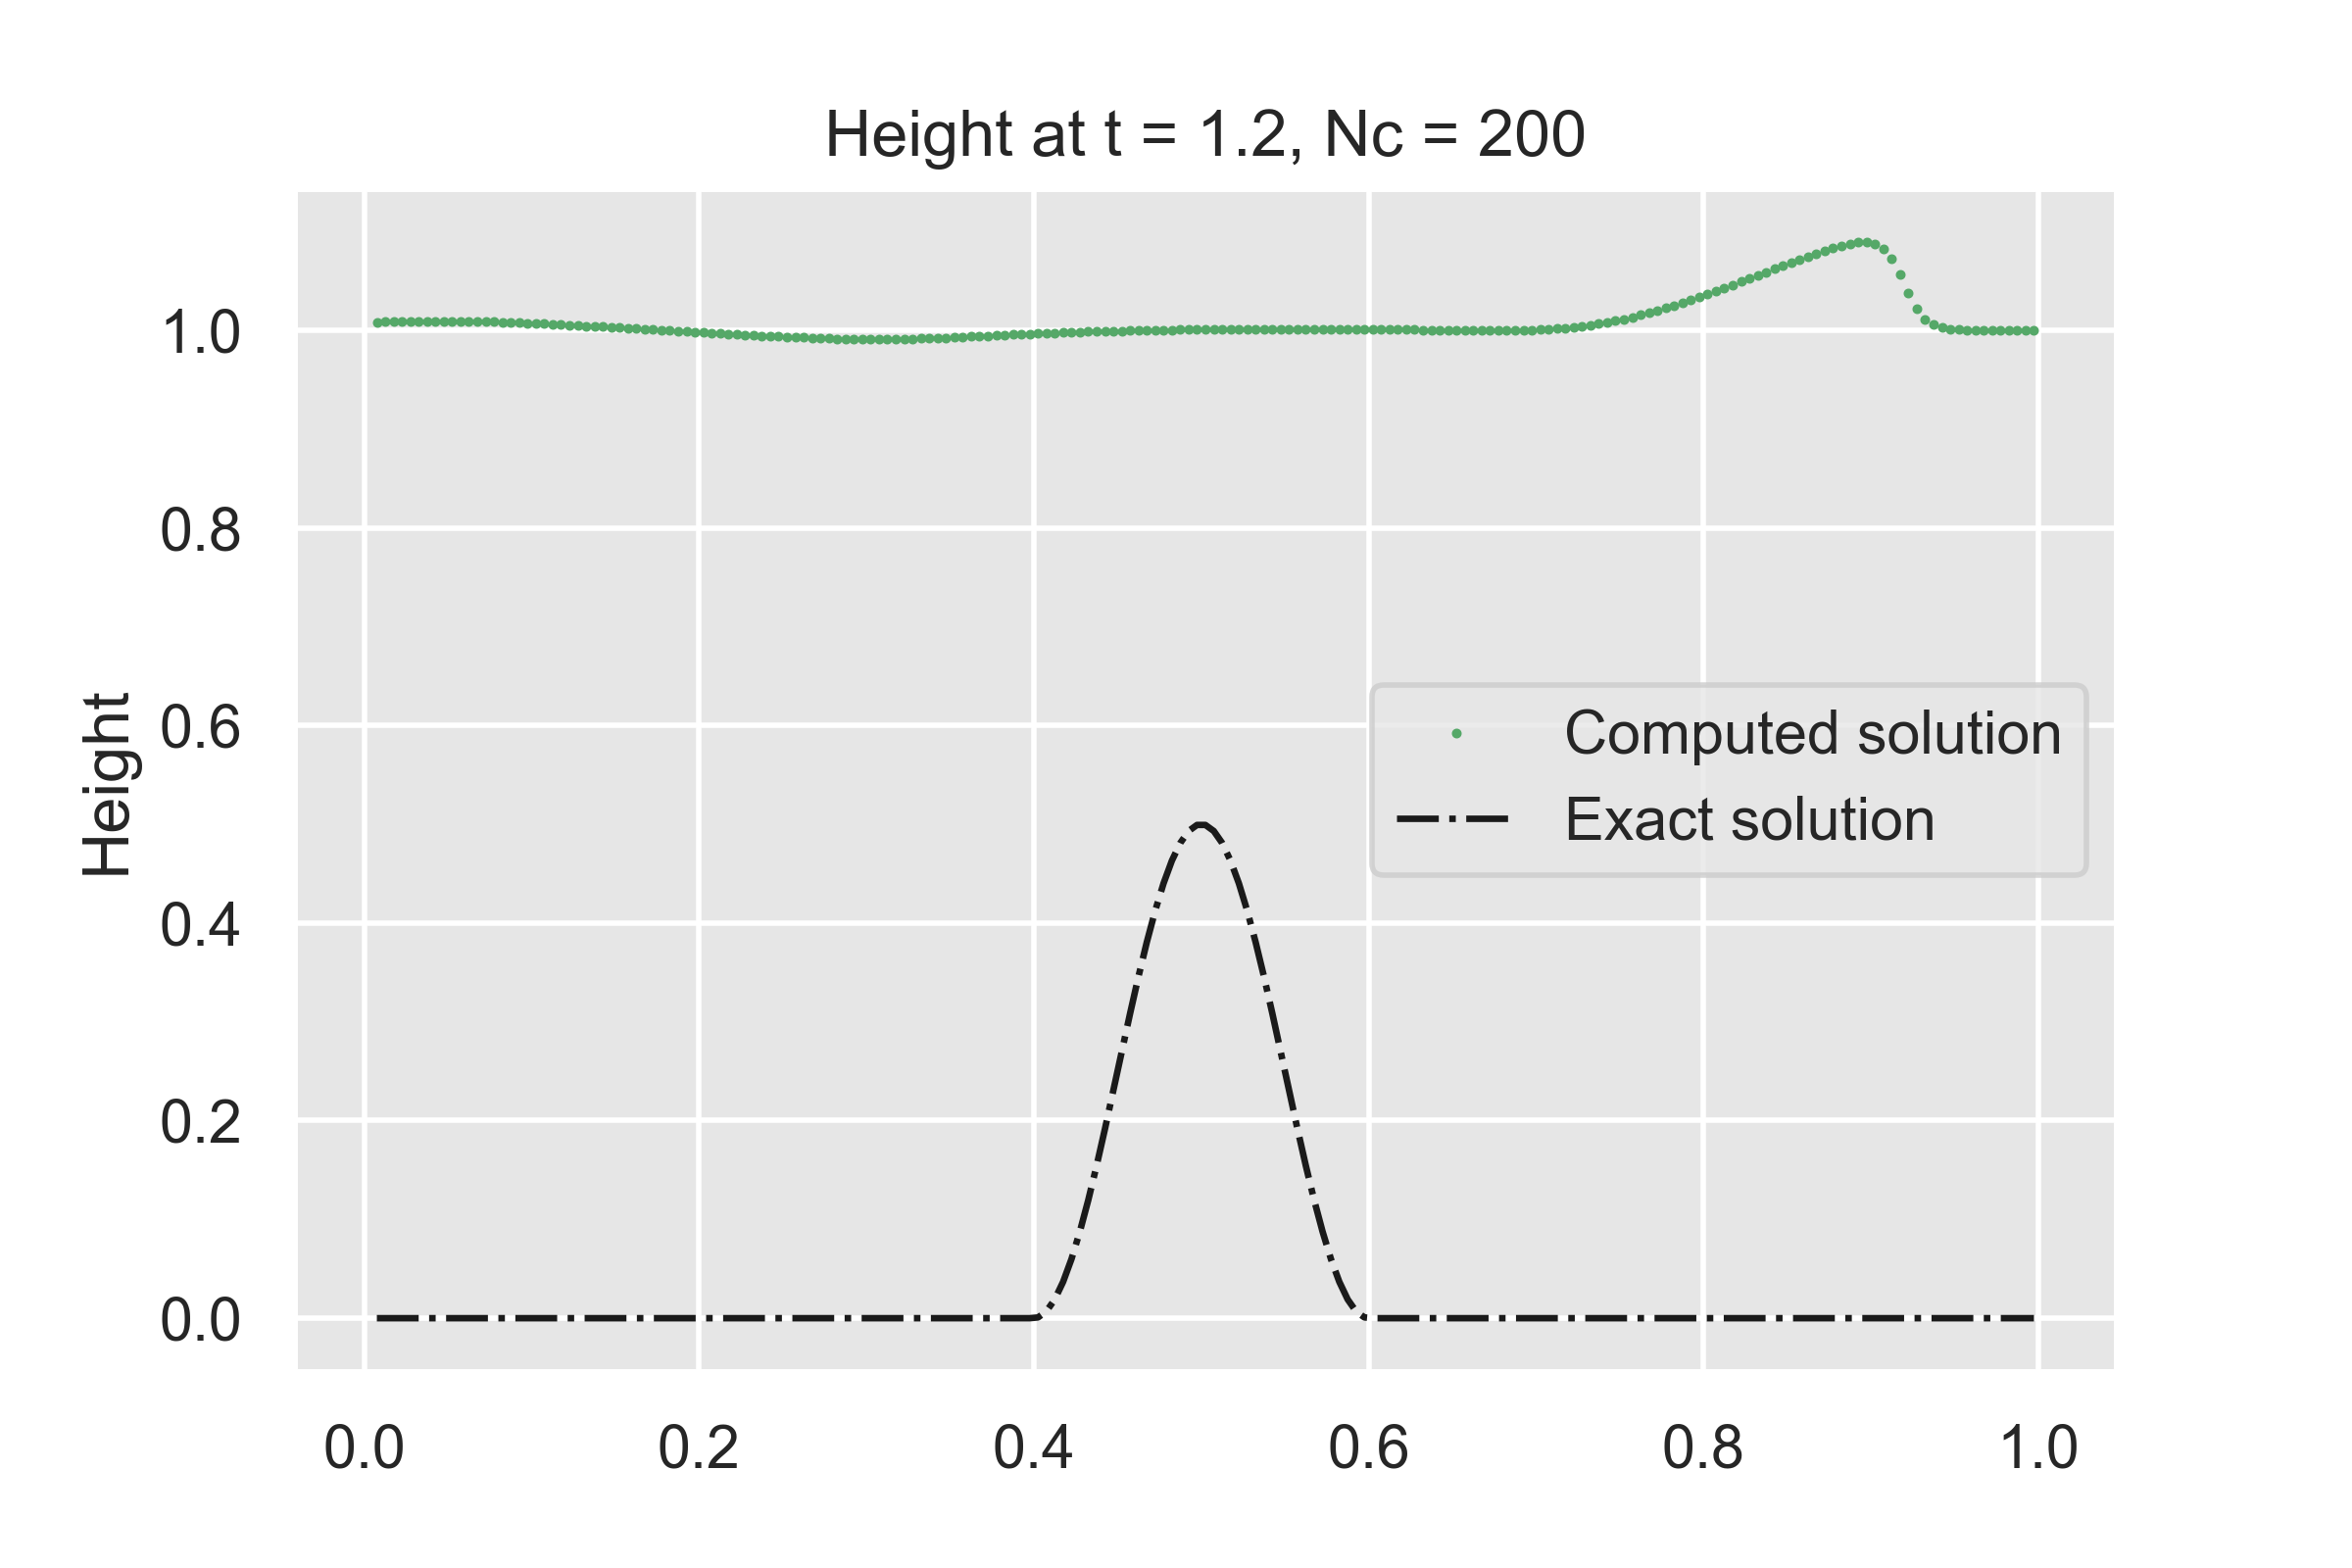 Height at t = 1.2, Nc = 200
Height
1.0
0.8
0.6
0.4
0.2
0.0
Computed solution
Exact solution
0.0 0.2 0.4 0.6 0.8 1.0